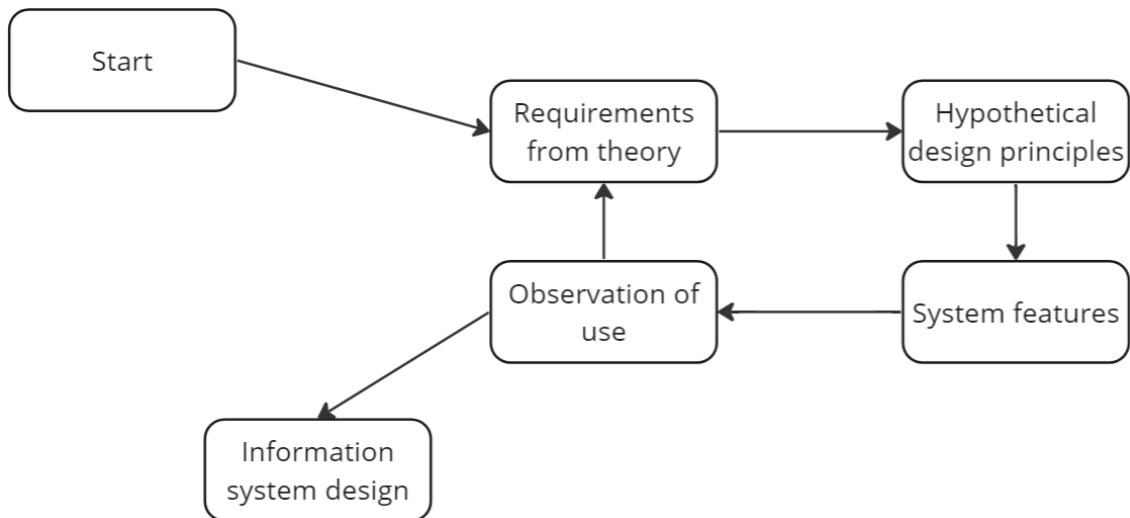 Start
Requirements
from theory
Hypothetical
design principles
Observation of
use
System features
Information
system design